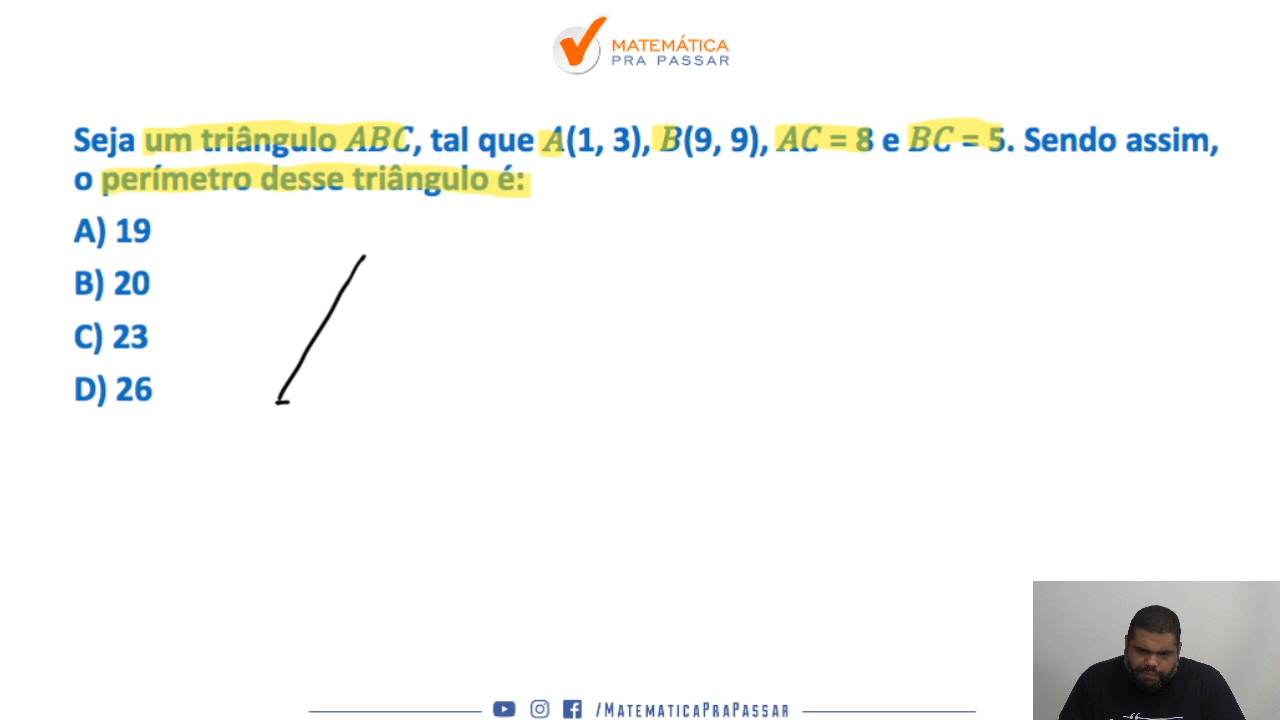 MATEMÁTICA
PRA PASSAR
Seja um triângulo ABC, tal que A(1, 3), B(9, 9), AC = 8 e BC = 5. Sendo assim,
o perímetro desse triângulo é:
A) 19
B) 20
C) 23
D) 26
/MATEMATICAPRAPASSAR